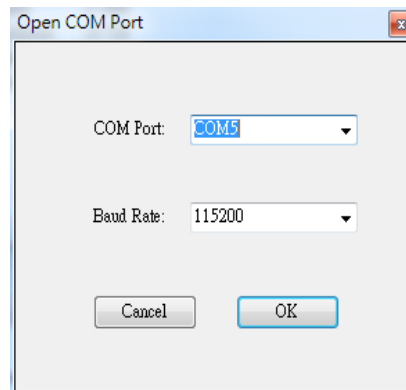 Open COM Port
COM Port: COM5
Baud Rate: 115200
Cancel OK